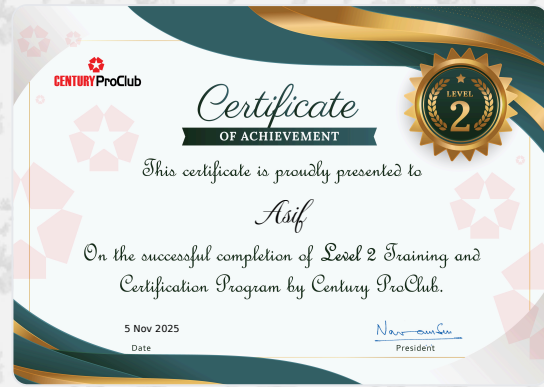 CENTURY ProClub
Certificate
OF ACHIEVEMENT
LEVEL
2
This certificate is proudly presented to
Asif
On the successful completion of Level 2 Training and
Certification Program by Century ProClub.
5 Nov 2025
Date
President